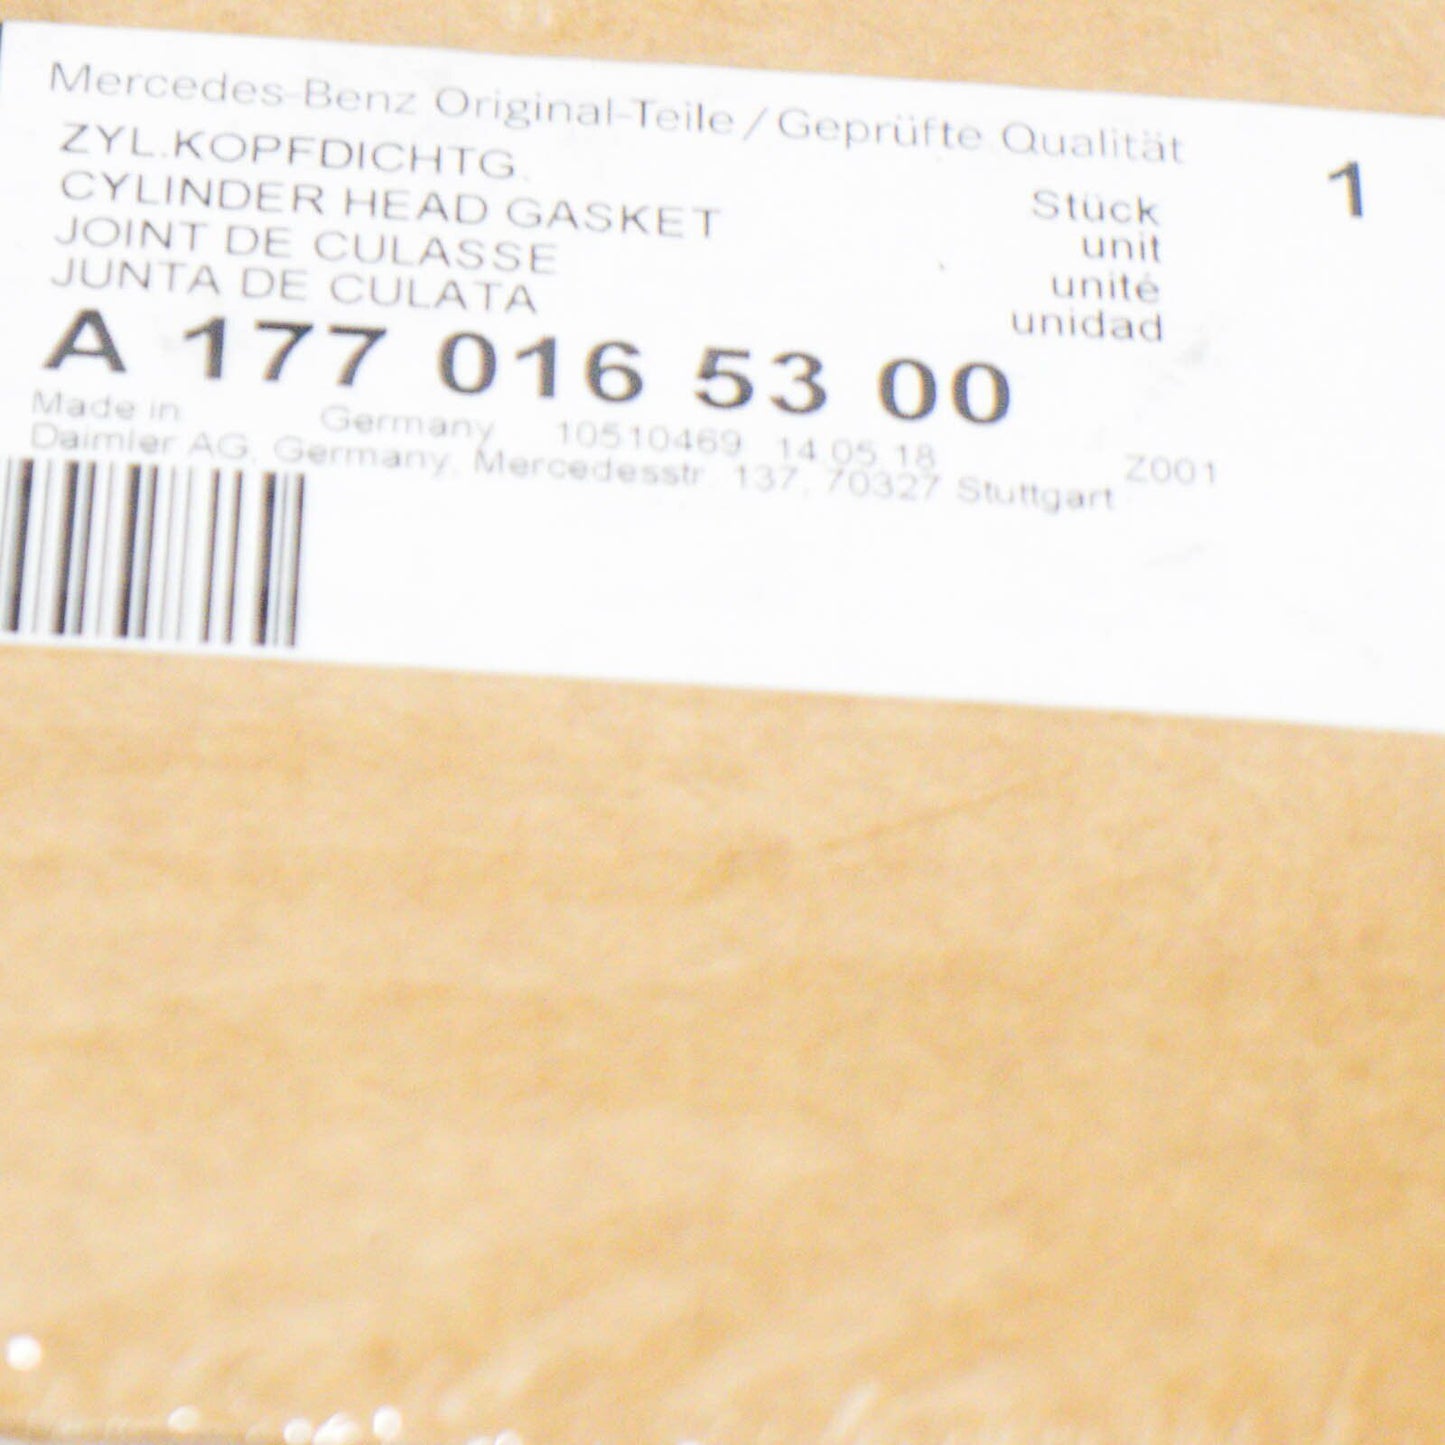 Mercedes-Benz Original-Teile / Geprüfte Qualität
ZYL.KOPFDICHTG.
CYLINDER HEAD GASKET
JOINT DE CULASSE
JUNTA DE CULATA
Stück 1
unit
unité
unidad
A 177 016 53 00
Made in Germany 10510469 14.05.18 Z001
Daimler AG, Germany, Mercedesstr. 137, 70327 Stuttgart